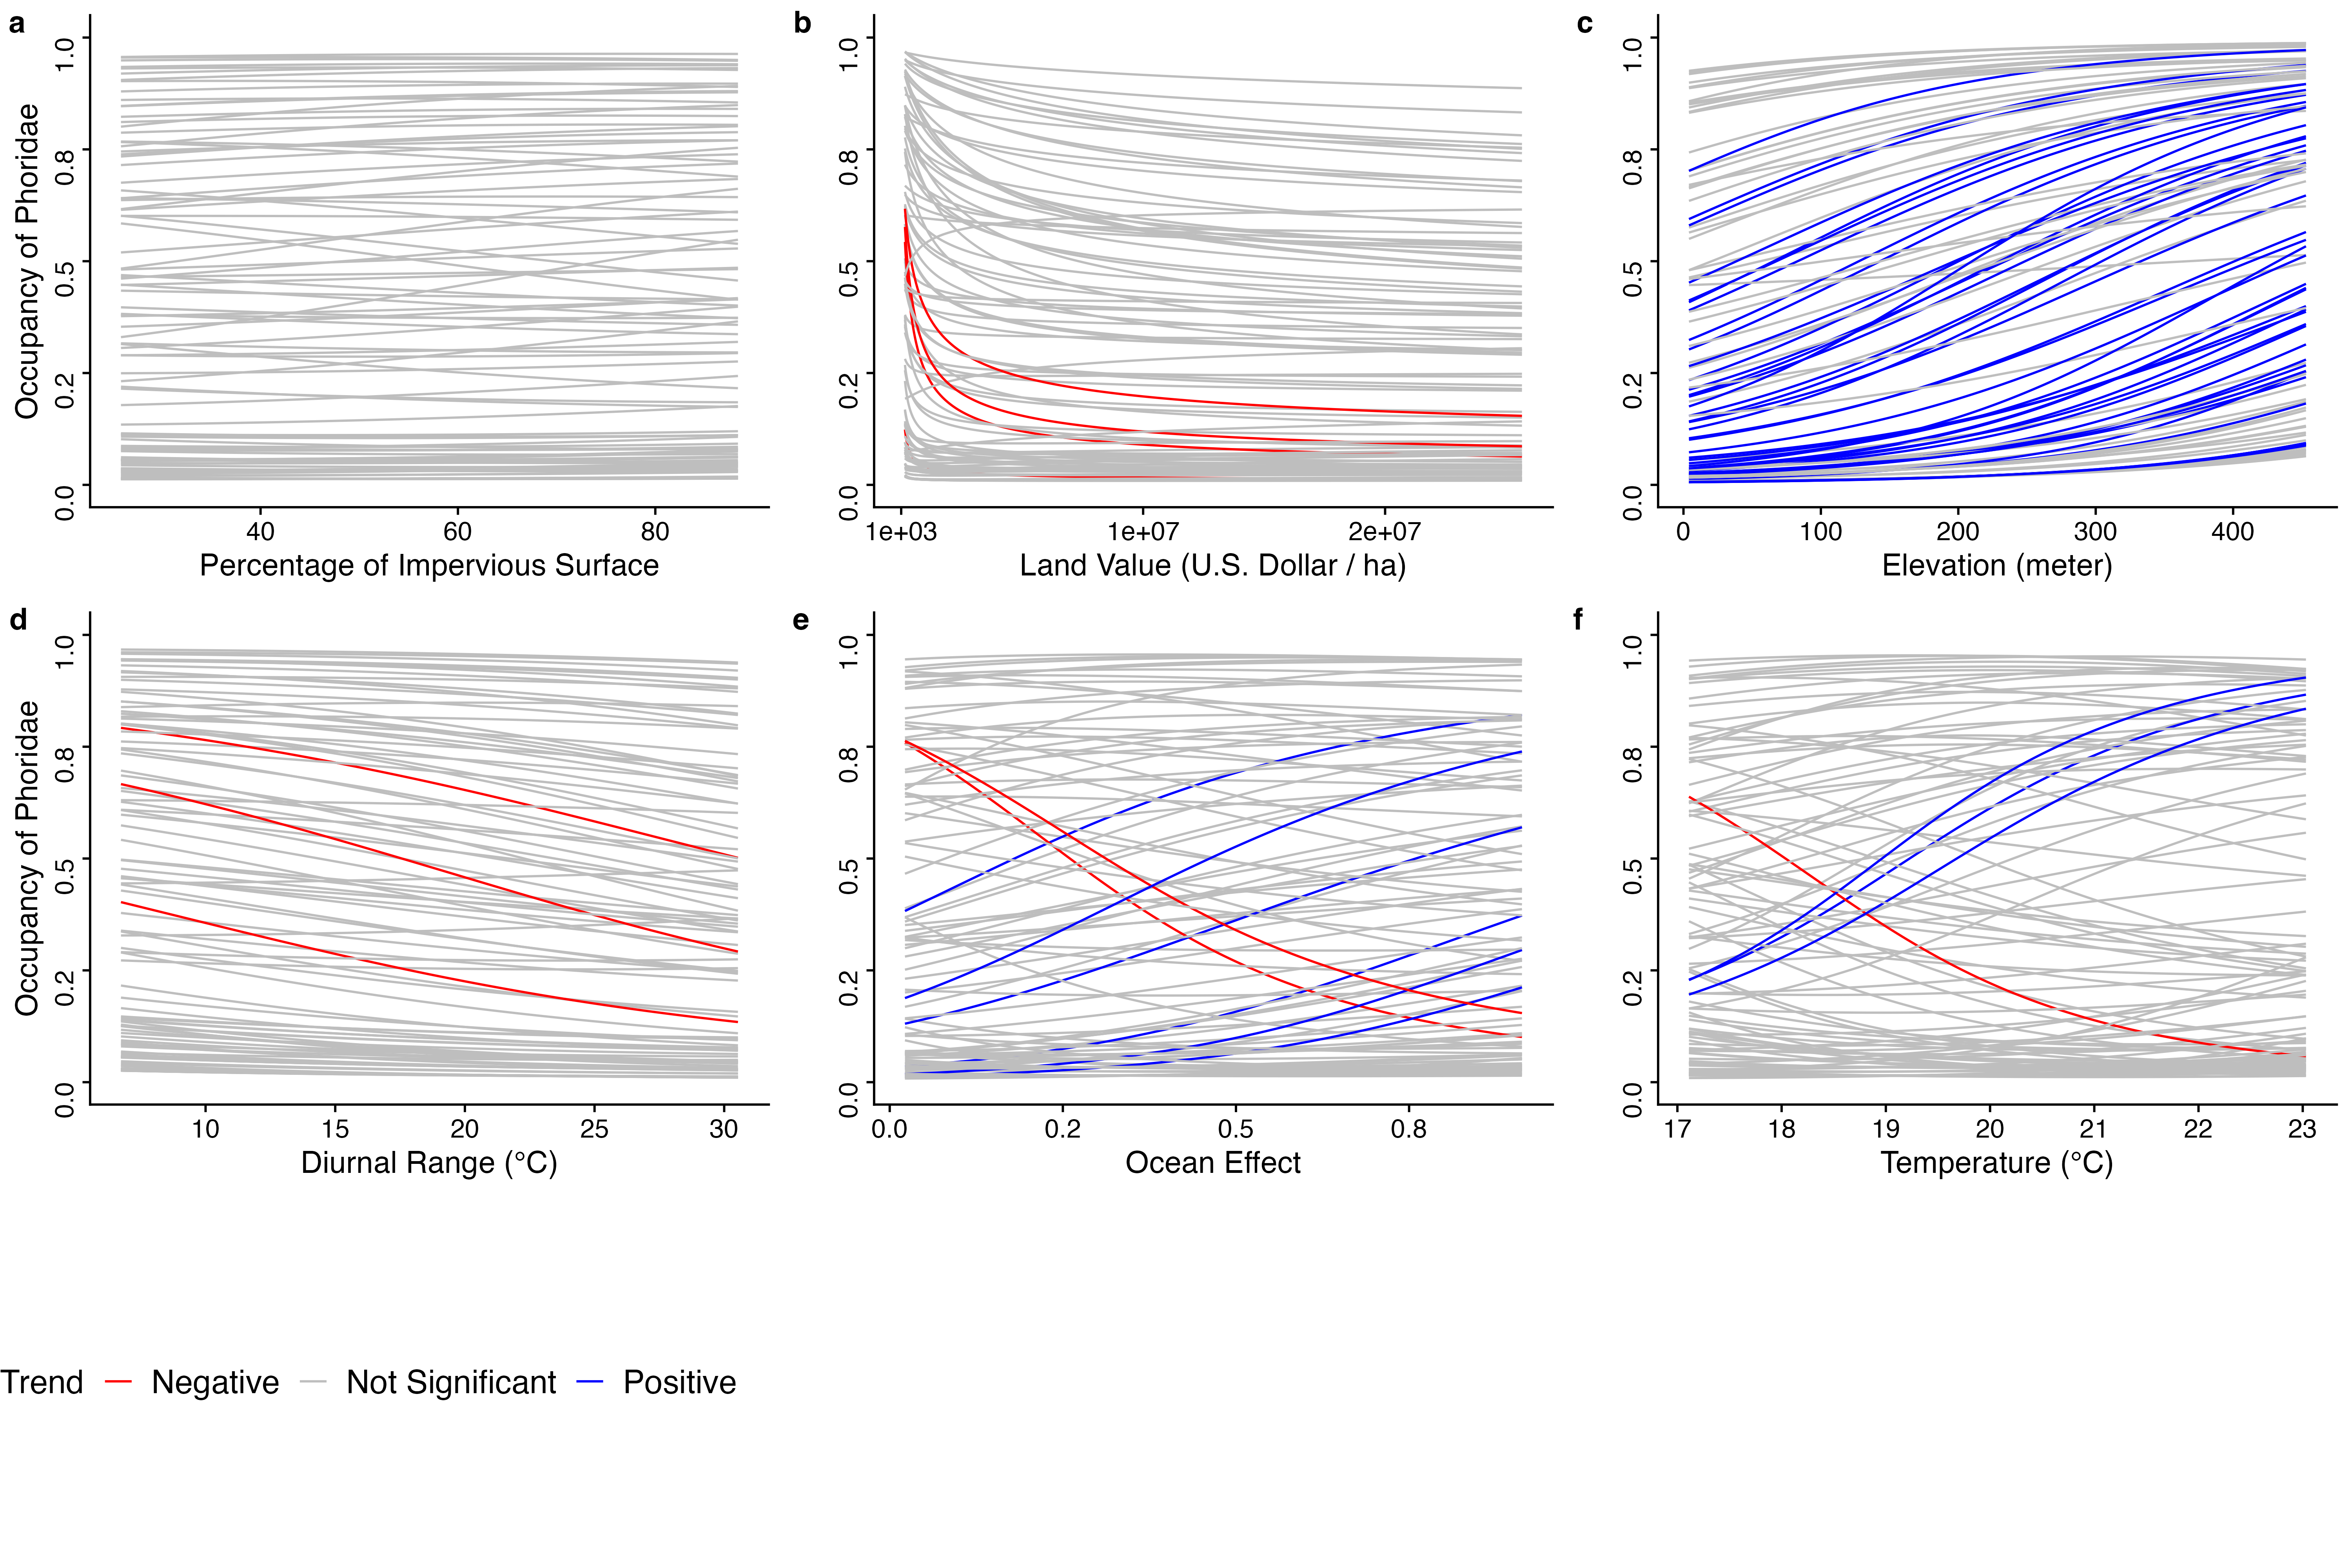 a
b
c
Occupancy of Phoridae
1.0
0.8
0.5
0.2
0.0
40 60 80
Percentage of Impervious Surface
1.0
0.8
0.5
0.2
0.0
1e+03 1e+07 2e+07
Land Value (U.S. Dollar / ha)
1.0
0.8
0.5
0.2
0.0
0 100 200 300 400
Elevation (meter)
d
e
f
Occupancy of Phoridae
1.0
0.8
0.5
0.2
0.0
10 15 20 25 30
Diurnal Range (°C)
1.0
0.8
0.5
0.2
0.0
0.0 0.2 0.5 0.8
Ocean Effect
1.0
0.8
0.5
0.2
0.0
17 18 19 20 21 22 23
Temperature (°C)
Trend Negative Not Significant Positive